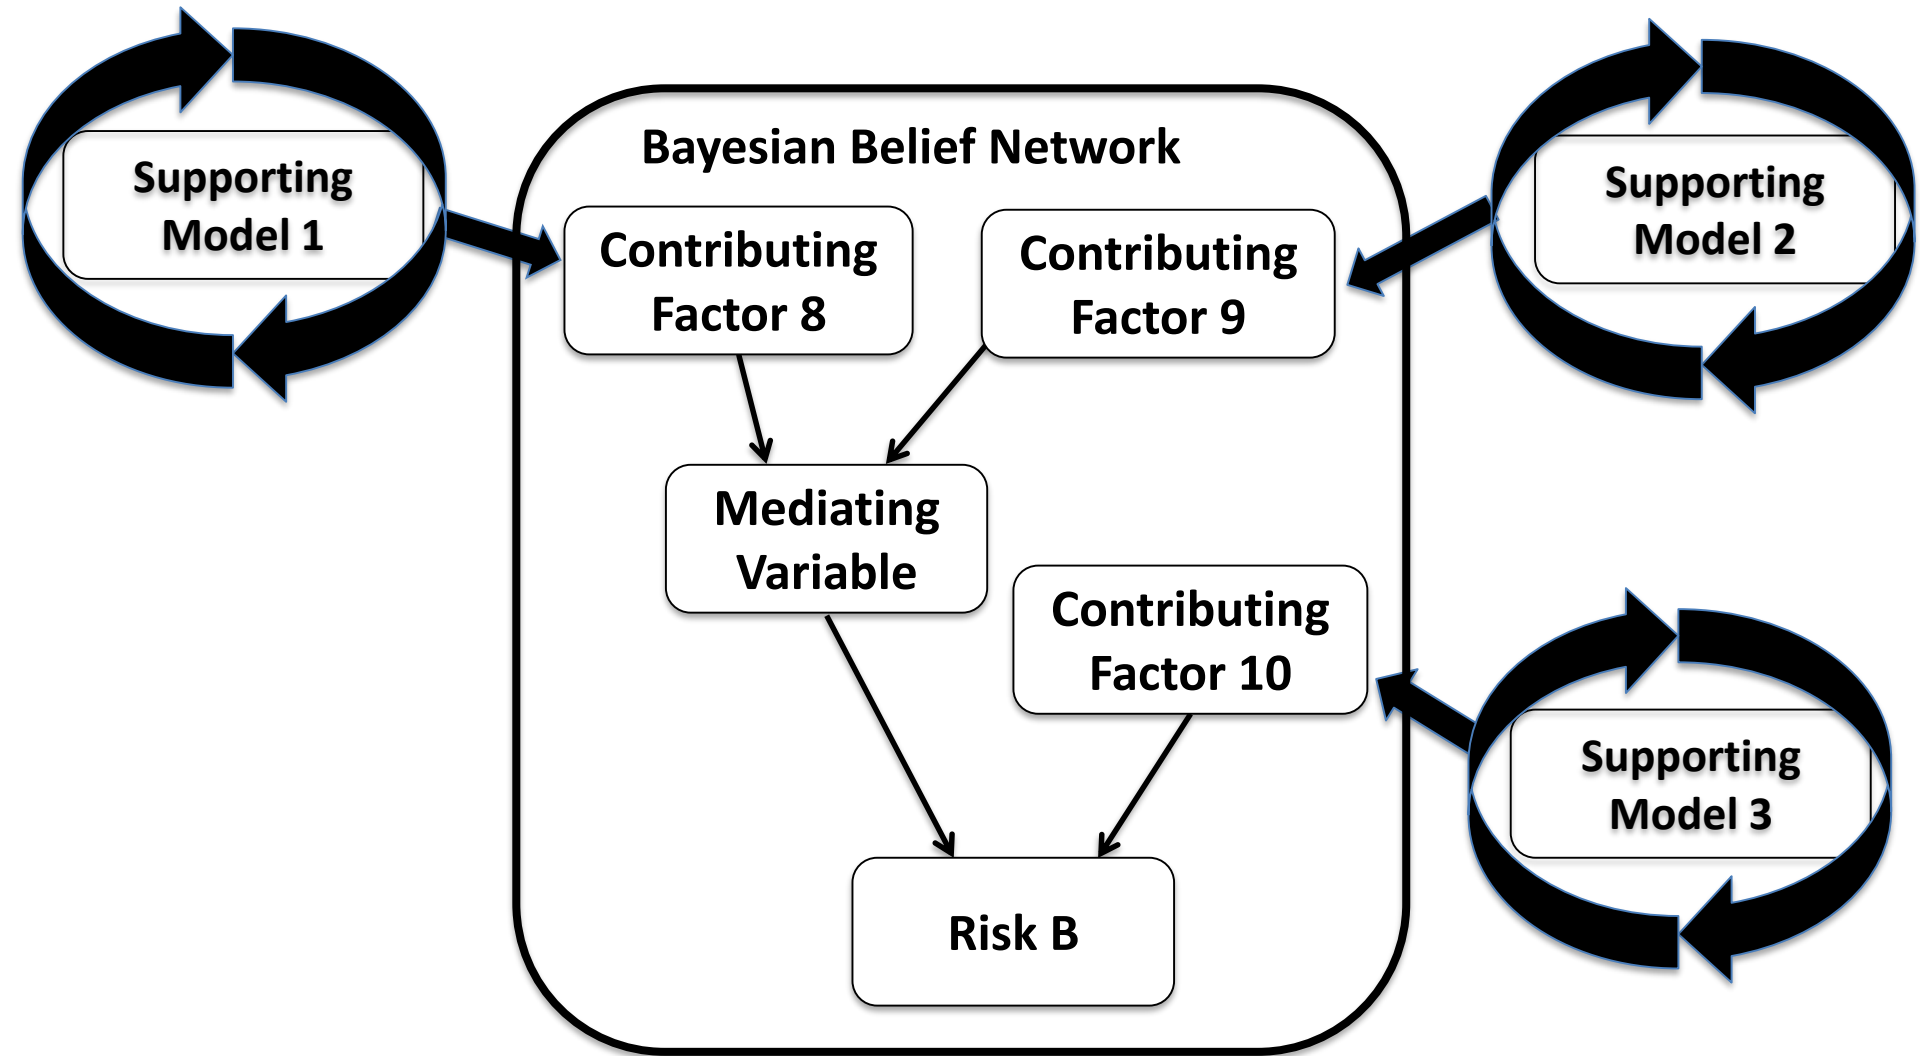 Bayesian Belief Network
Supporting
Model 1
Contributing
Factor 8
Contributing
Factor 9
Supporting
Model 2
Mediating
Variable
Contributing
Factor 10
Supporting
Model 3
Risk B